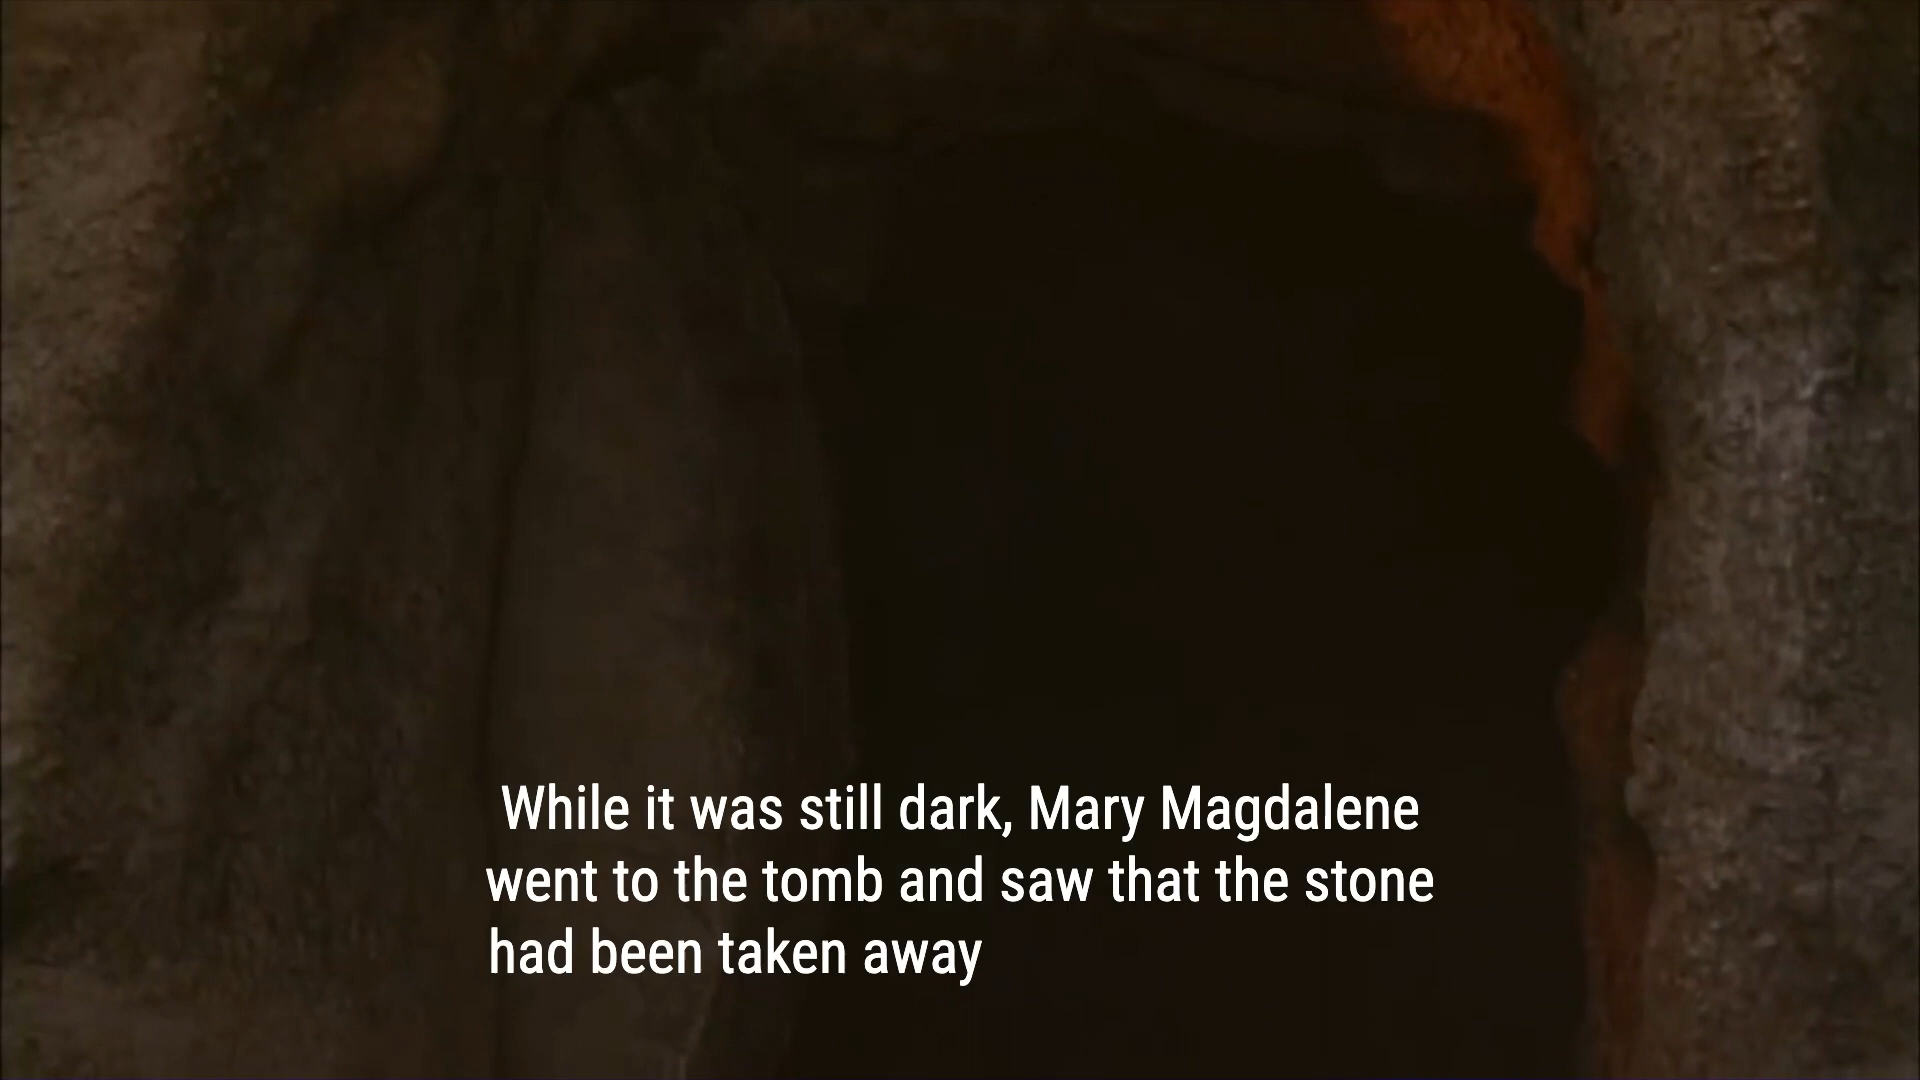 While it was still dark, Mary Magdalene
went to the tomb and saw that the stone
had been taken away